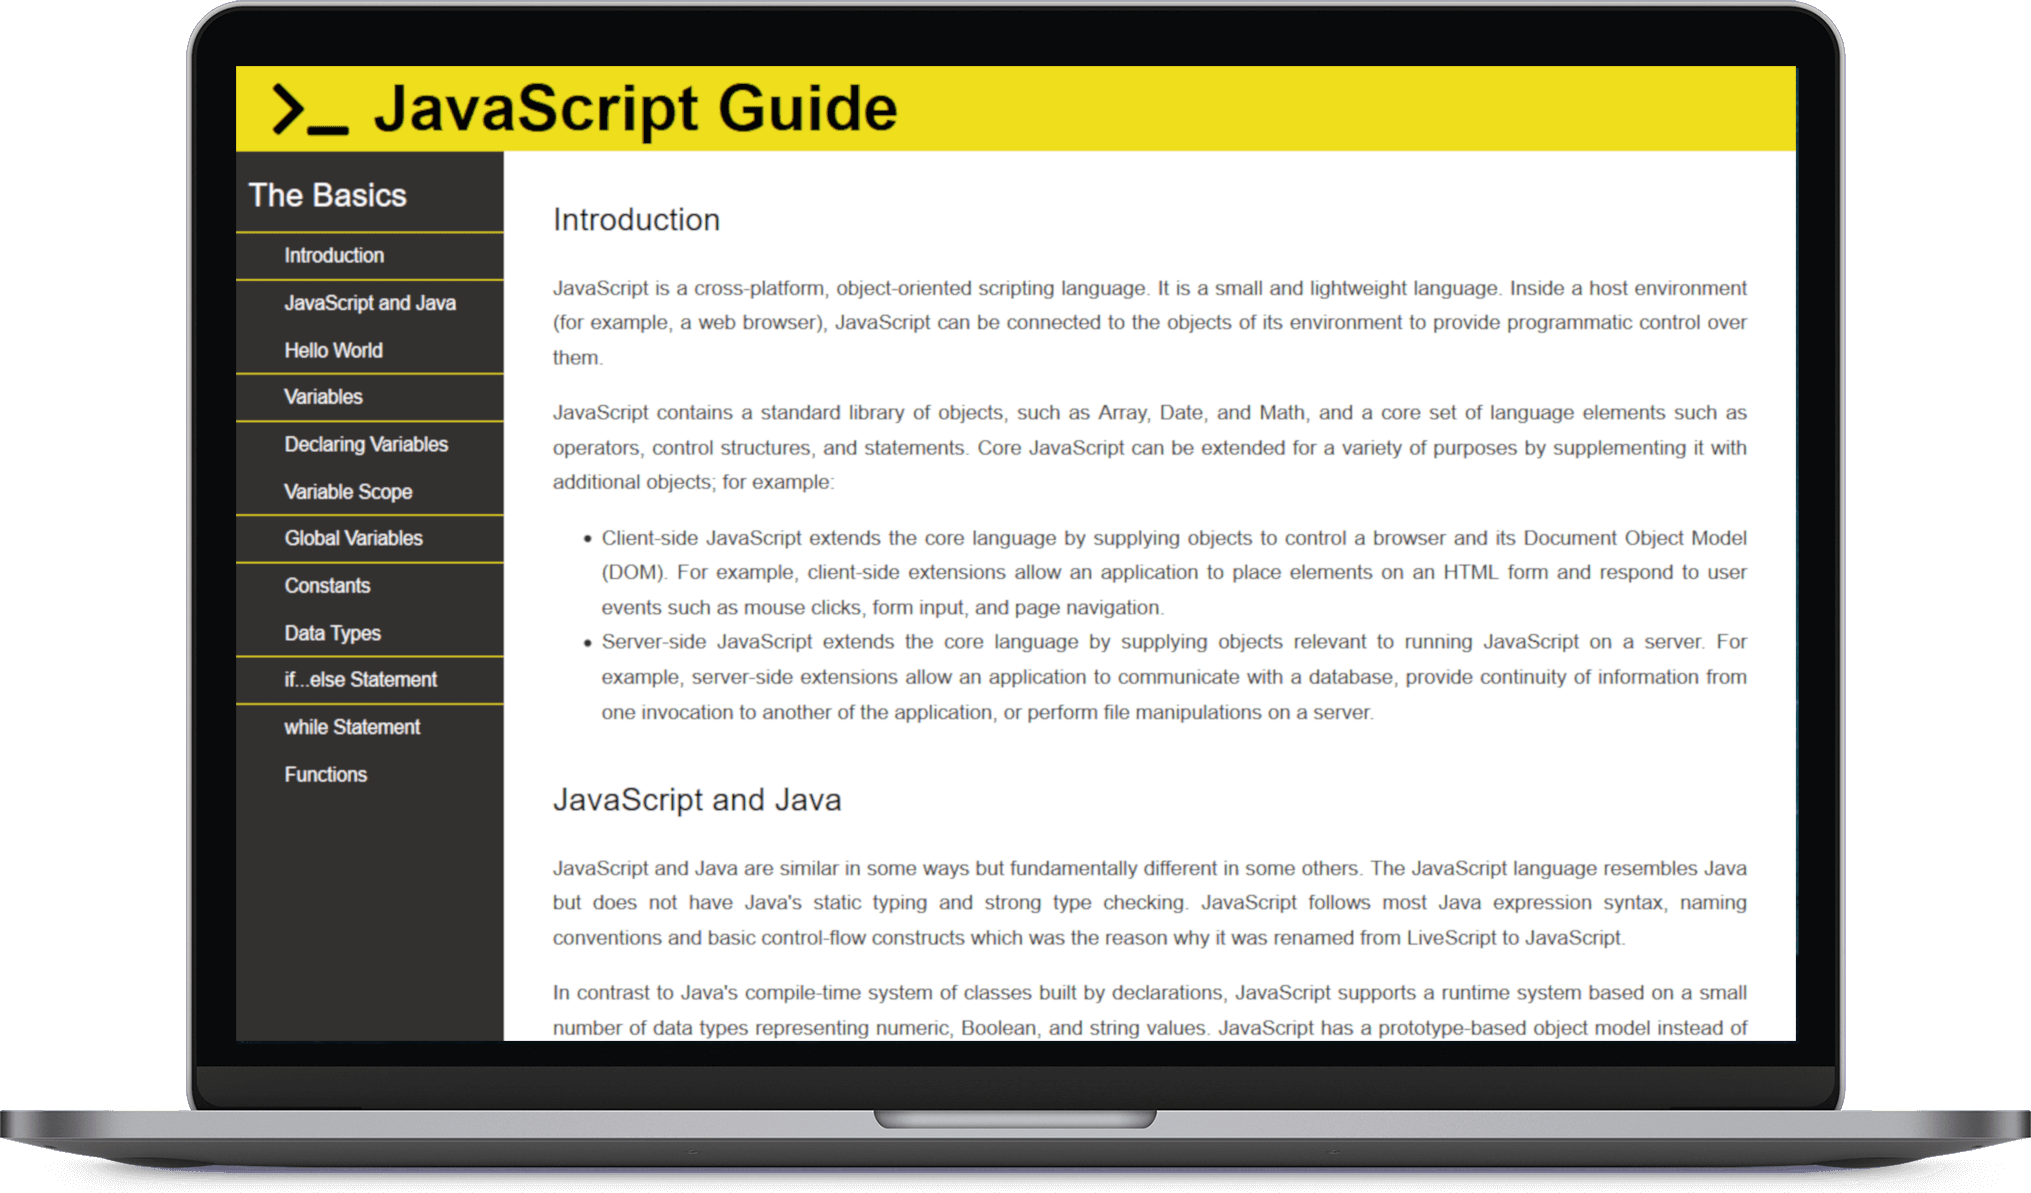 >_ JavaScript Guide
The Basics
Introduction
JavaScript and Java
Hello World
Variables
Declaring Variables
Variable Scope
Global Variables
Constants
Data Types
if...else Statement
while Statement
Functions
Introduction
JavaScript is a cross-platform, object-oriented scripting language. It is a small and lightweight language. Inside a host environment
(for example, a web browser), JavaScript can be connected to the objects of its environment to provide programmatic control over
them.
JavaScript contains a standard library of objects, such as Array, Date, and Math, and a core set of language elements such as
operators, control structures, and statements. Core JavaScript can be extended for a variety of purposes by supplementing it with
additional objects; for example:
• Client-side JavaScript extends the core language by supplying objects to control a browser and its Document Object Model
(DOM). For example, client-side extensions allow an application to place elements on an HTML form and respond to user
events such as mouse clicks, form input, and page navigation.
• Server-side JavaScript extends the core language by supplying objects relevant to running JavaScript on a server. For
example, server-side extensions allow an application to communicate with a database, provide continuity of information from
one invocation to another of the application, or perform file manipulations on a server.
JavaScript and Java
JavaScript and Java are similar in some ways but fundamentally different in some others. The JavaScript language resembles Java
but does not have Java's static typing and strong type checking. JavaScript follows most Java expression syntax, naming
conventions and basic control-flow constructs which was the reason why it was renamed from LiveScript to JavaScript.
In contrast to Java's compile-time system of classes built by declarations, JavaScript supports a runtime system based on a small
number of data types representing numeric, Boolean, and string values. JavaScript has a prototype-based object model instead of